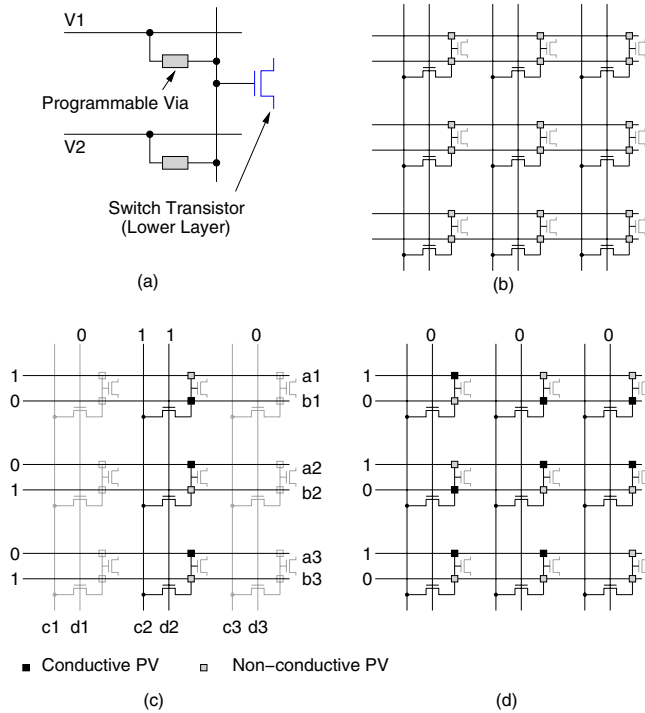 V1
Programmable Via
V2
Switch Transistor
(Lower Layer)
(a)
(b)
0 1 1 0
1 a1
0 b1
0 a2
1 b2
0 a3
1 b3
c1 d1 c2 d2 c3 d3
0 0 0
1
0
1
0
1
0
Conductive PV
Non−conductive PV
(c)
(d)